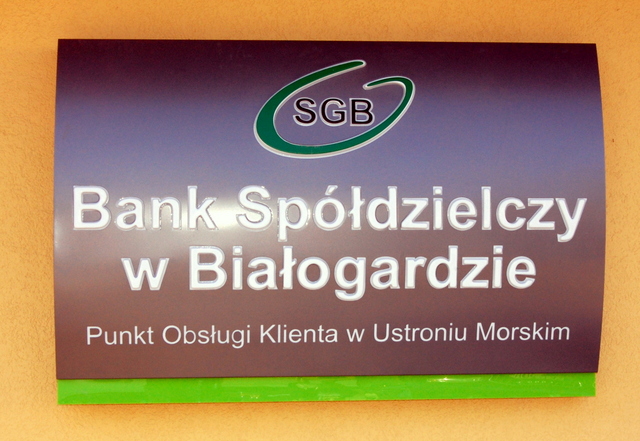 SGB
Bank Spółdzielczy
w Białogardzie
Punkt Obsługi Klienta w Ustroniu Morskim